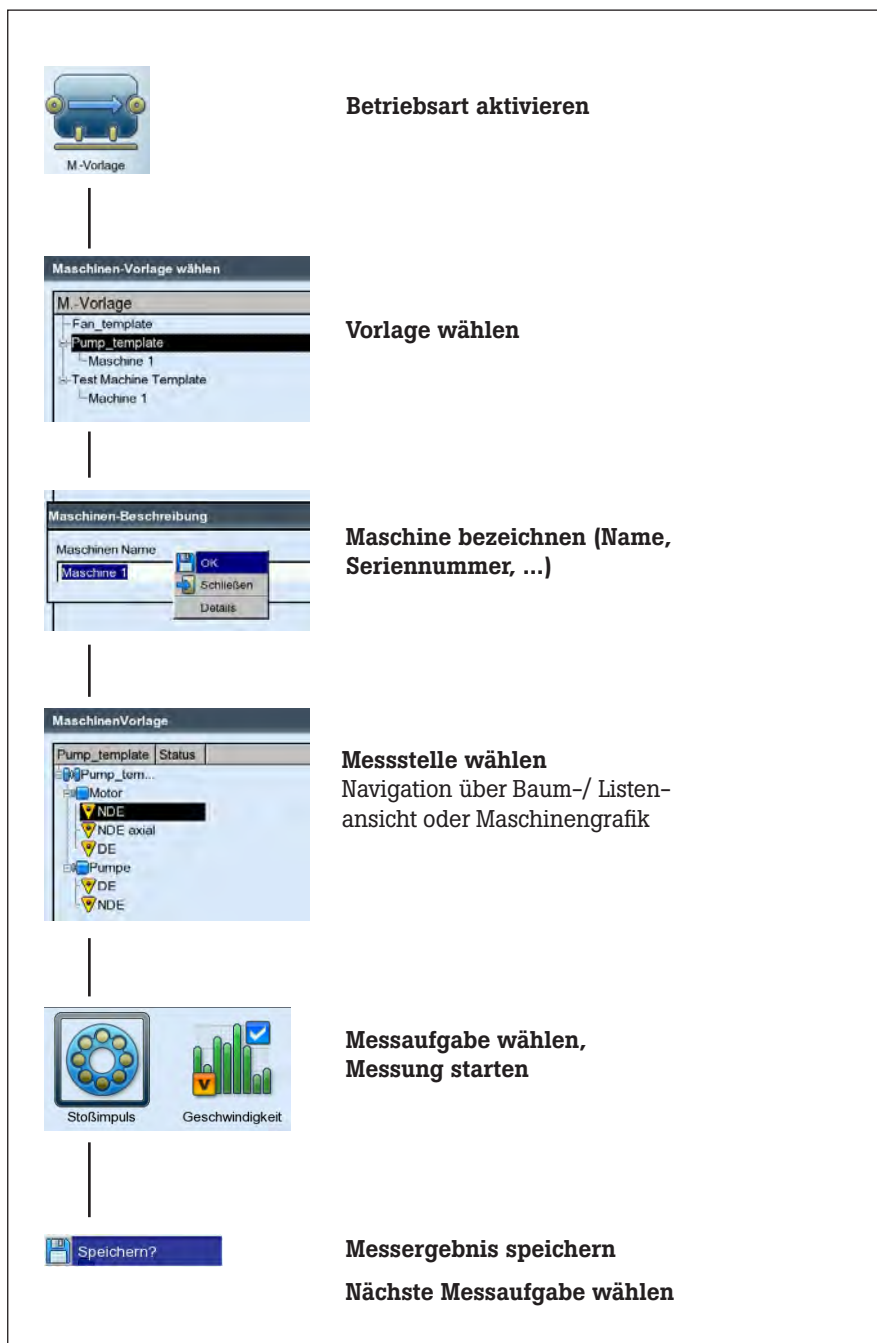 Betriebsart aktivieren
M.-Vorlage
Maschinen-Vorlage wählen
M.-Vorlage
Fan_template
Pump_template
Maschine 1
Test Machine Template
Machine 1
Vorlage wählen
Maschinen-Beschreibung
Maschinen Name
Maschine 1
OK
Schließen
Details
Maschine bezeichnen (Name,
Seriennummer, ...)
MaschinenVorlage
Pump_template Status
Pump_tem...
Motor
NDE
NDE axial
DE
Pumpe
DE
NDE
Messstelle wählen
Navigation über Baum-/ Listen-
ansicht oder Maschinengrafik
V
Stoßimpuls Geschwindigkeit
Messaufgabe wählen,
Messung starten
Speichern?
Messergebnis speichern
Nächste Messaufgabe wählen